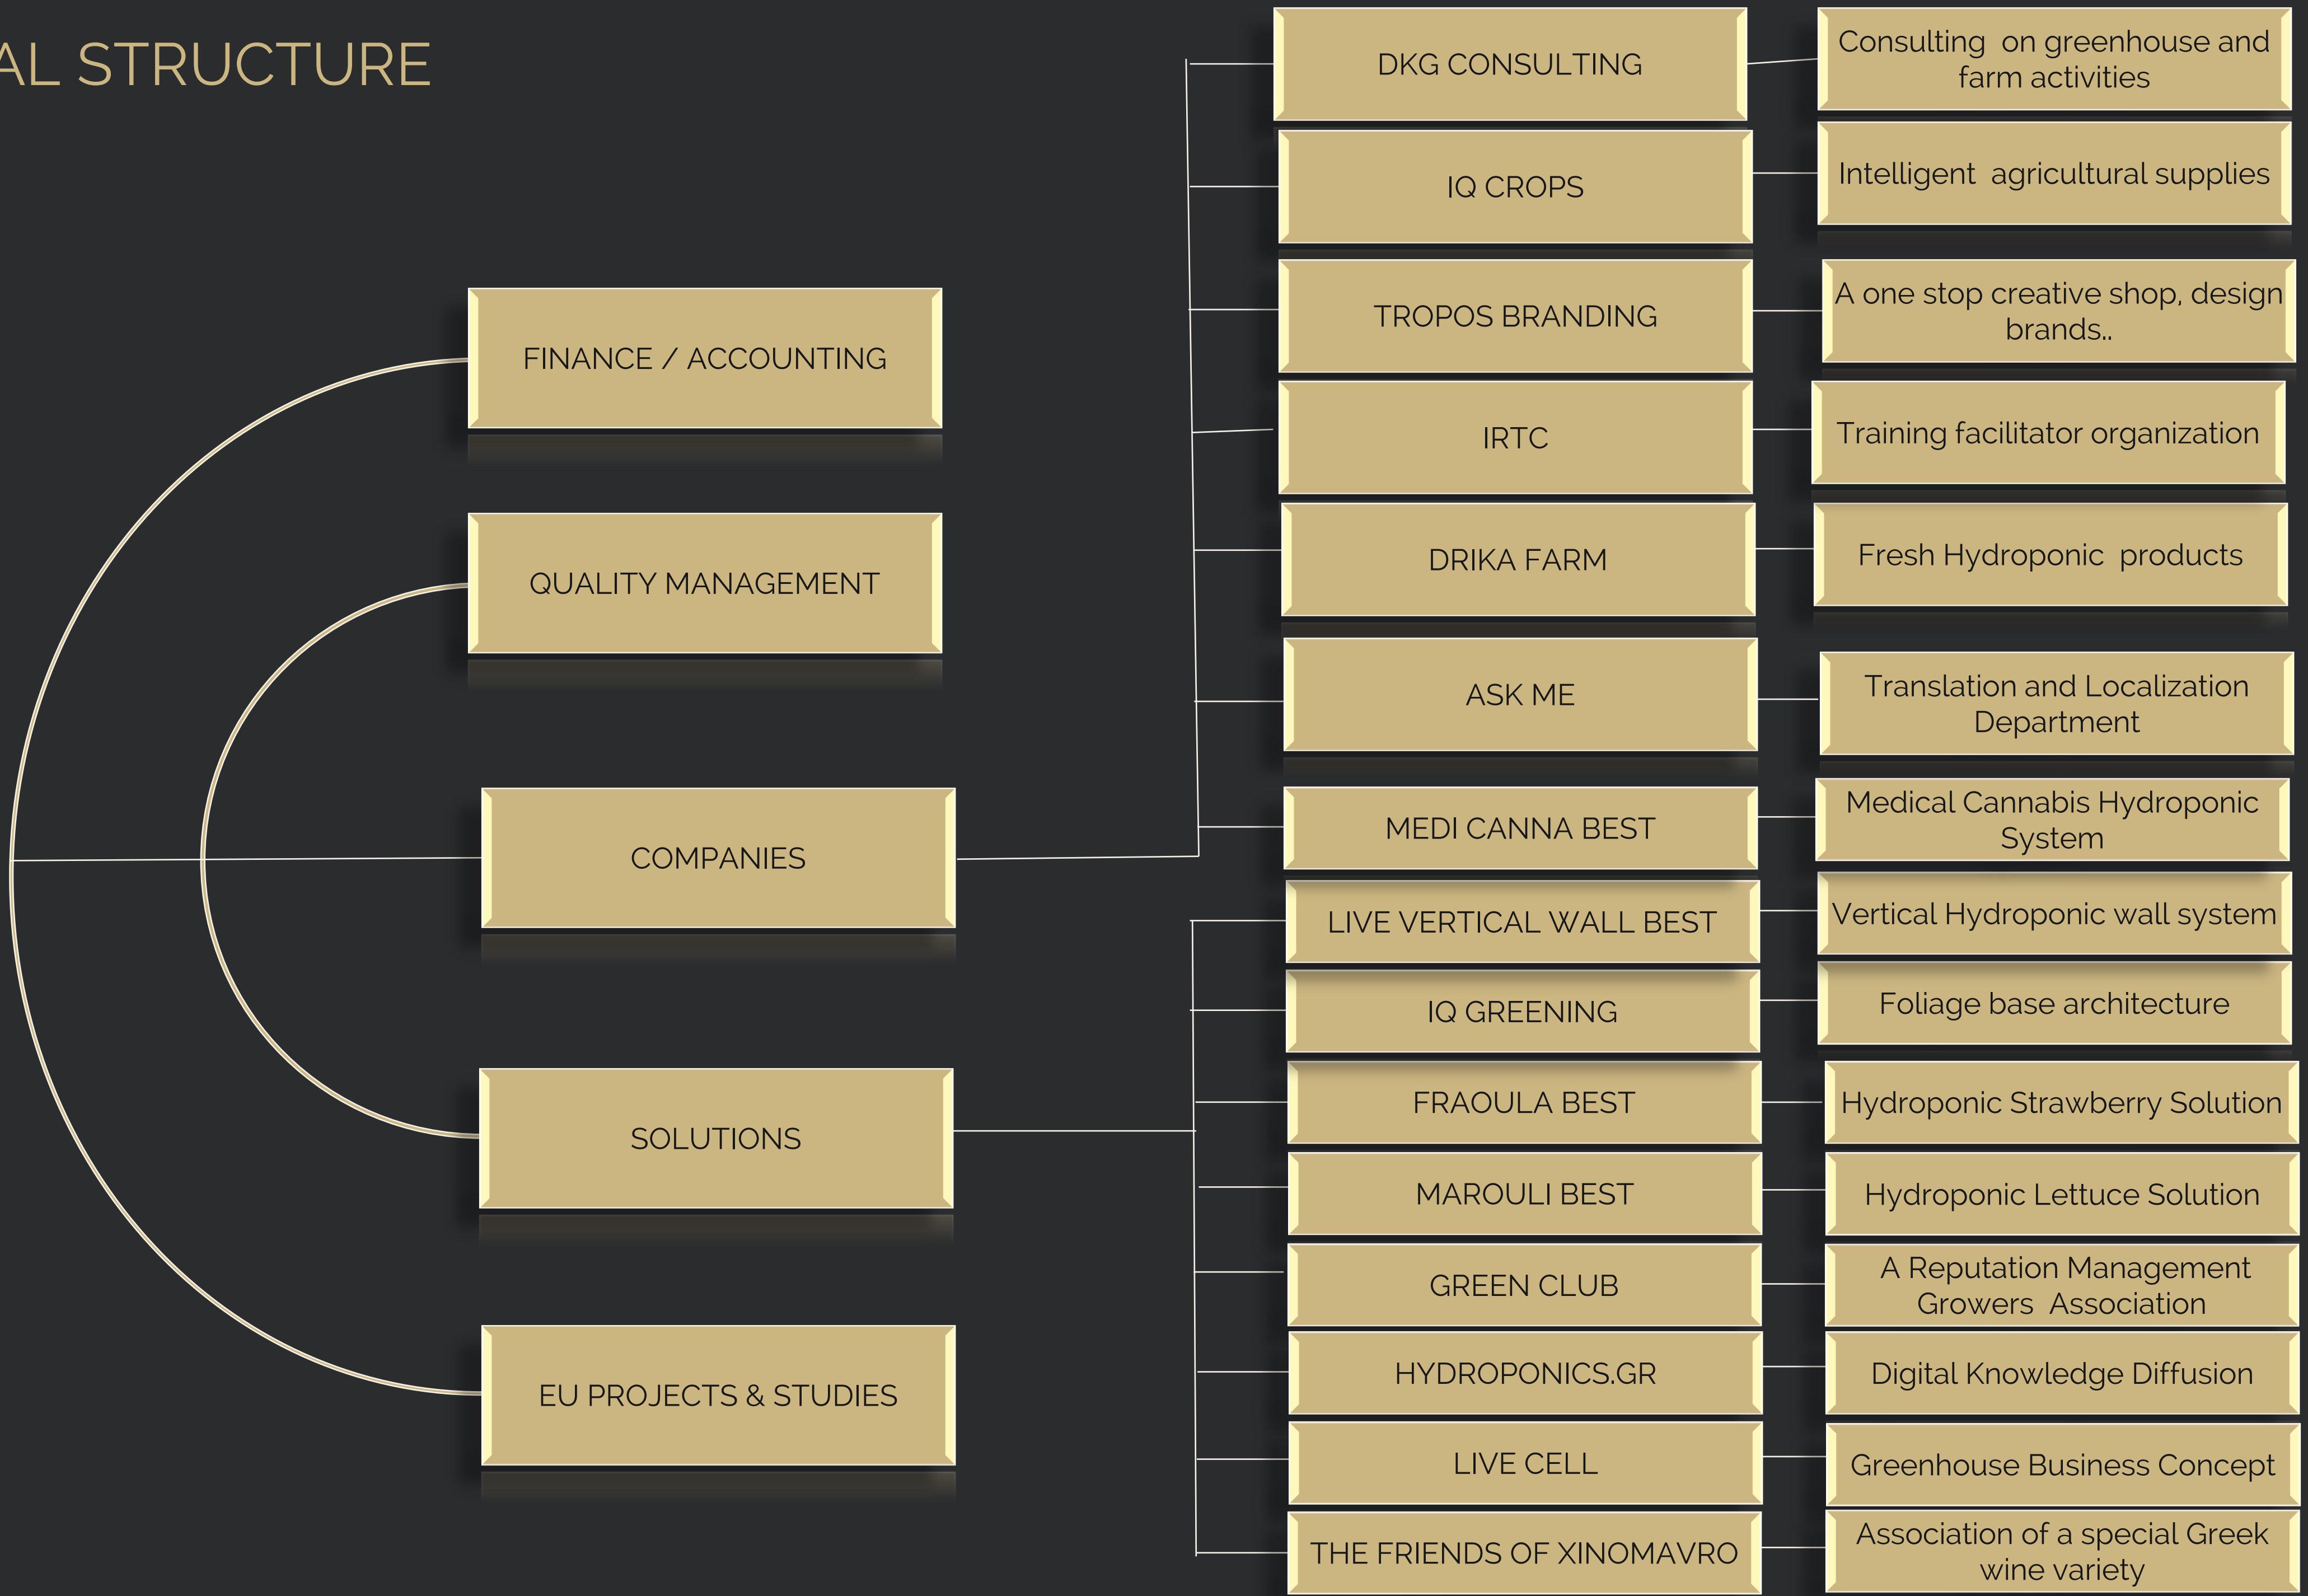 AL STRUCTURE
FINANCE / ACCOUNTING
QUALITY MANAGEMENT
COMPANIES
SOLUTIONS
EU PROJECTS & STUDIES
DKG CONSULTING
Consulting on greenhouse and
farm activities
IQ CROPS
Intelligent agricultural supplies
TROPOS BRANDING
A one stop creative shop, design
brands..
IRTC
Training facilitator organization
DRIKA FARM
Fresh Hydroponic products
ASK ME
Translation and Localization
Department
MEDI CANNA BEST
Medical Cannabis Hydroponic
System
LIVE VERTICAL WALL BEST
Vertical Hydroponic wall system
IQ GREENING
Foliage base architecture
FRAOULA BEST
Hydroponic Strawberry Solution
MAROULI BEST
Hydroponic Lettuce Solution
GREEN CLUB
A Reputation Management
Growers Association
HYDROPONICS.GR
Digital Knowledge Diffusion
LIVE CELL
Greenhouse Business Concept
THE FRIENDS OF XINOMAVRO
Association of a special Greek
wine variety